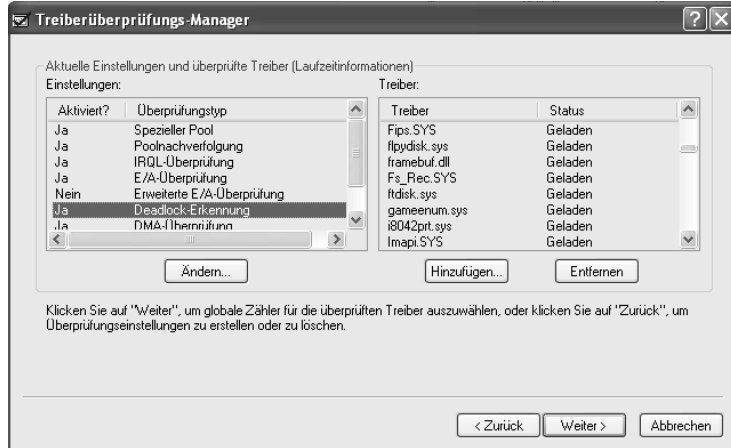 Treiberüberprüfungs-Manager
Aktuelle Einstellungen und überprüfte Treiber (Laufzeitinformationen)
Einstellungen:
Aktiviert? Überprüfungstyp
Ja Spezieller Pool
Ja Poolnachverfolgung
Ja IRQL-Überprüfung
Ja E/A-Überprüfung
Nein Erweiterte E/A-Überprüfung
Ja Deadlock-Erkennung
Ja DMA-Überprüfung
Ändern...
Treiber:
Treiber Status
Fips.SYS Geladen
flpydisk.sys Geladen
framebuf.dll Geladen
Fs_Rec.SYS Geladen
ftdisk.sys Geladen
gameenum.sys Geladen
i8042prt.sys Geladen
Imapi.SYS Geladen
Hinzufügen... Entfernen
Klicken Sie auf "Weiter", um globale Zähler für die überprüften Treiber auszuwählen, oder klicken Sie auf "Zurück", um
Überprüfungseinstellungen zu erstellen oder zu löschen.
< Zurück Weiter > Abbrechen